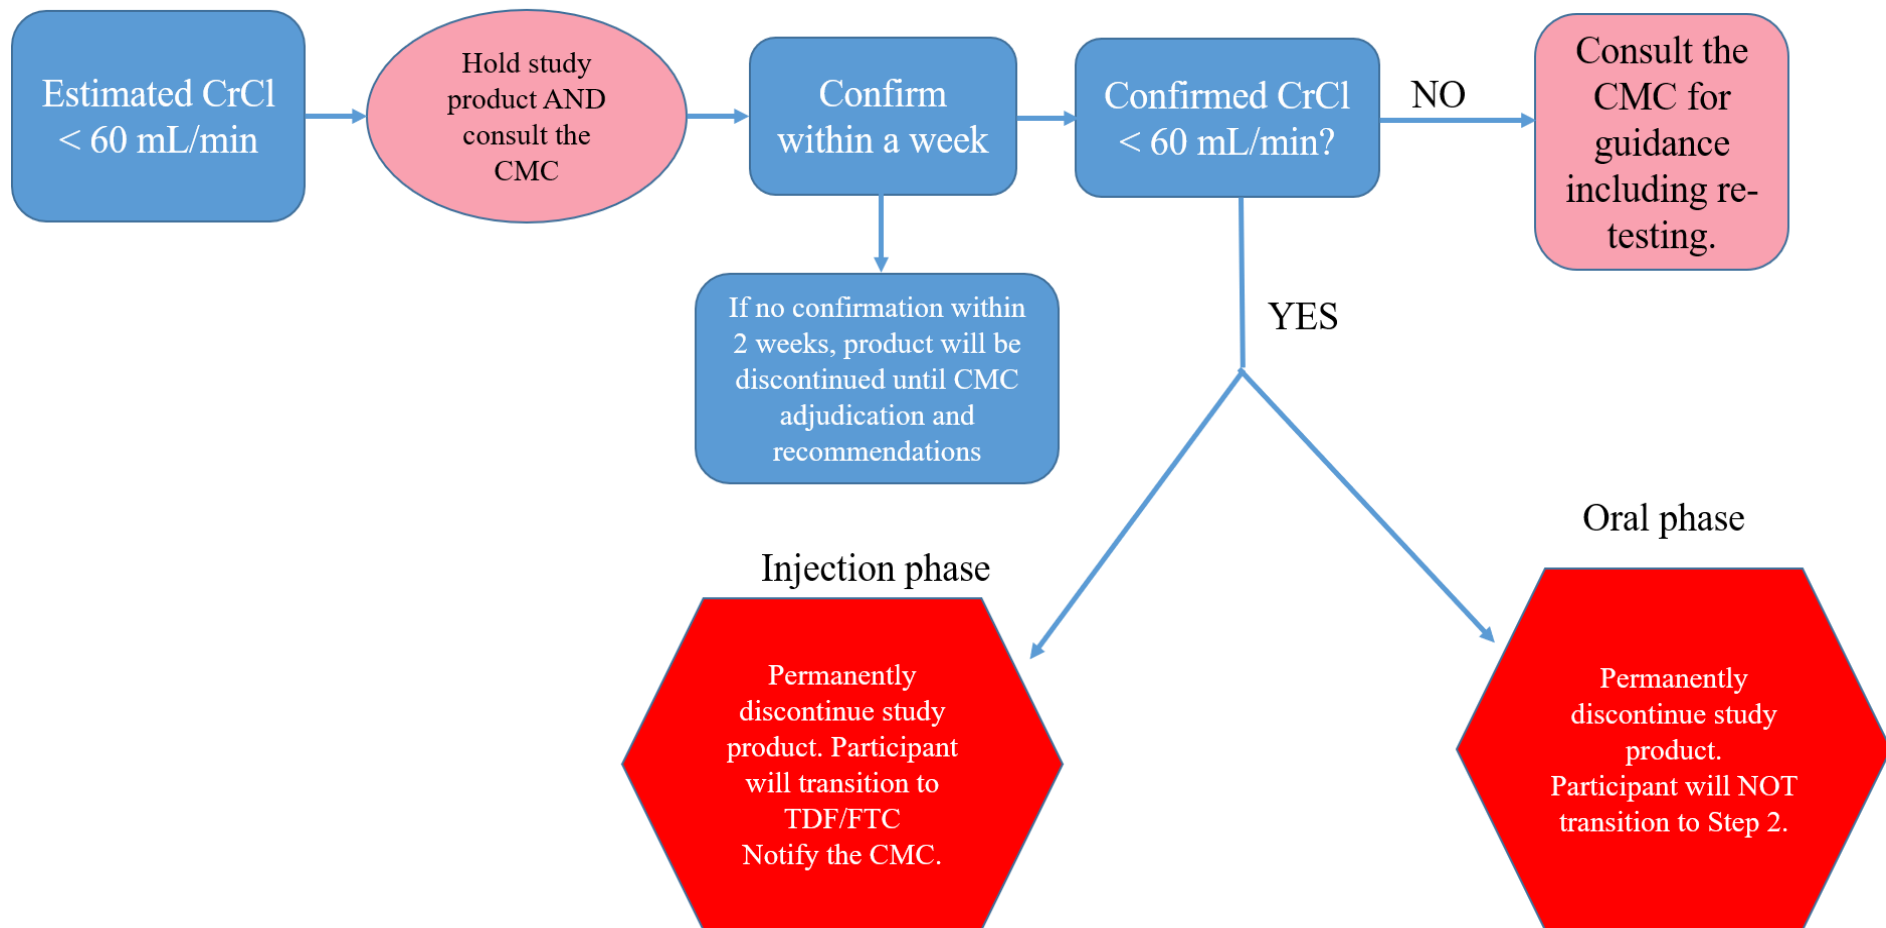 Estimated CrCl
< 60 mL/min
Hold study
product AND
consult the
CMC
Confirm
within a week
Confirmed CrCl
< 60 mL/min?
NO
Consult the
CMC for
guidance
including re-
testing.
If no confirmation within
2 weeks, product will be
discontinued until CMC
adjudication and
recommendations
YES
Injection phase
Permanently
discontinue study
product. Participant
will transition to
TDF/FTC
Notify the CMC.
Oral phase
Permanently
discontinue study
product.
Participant will NOT
transition to Step 2.